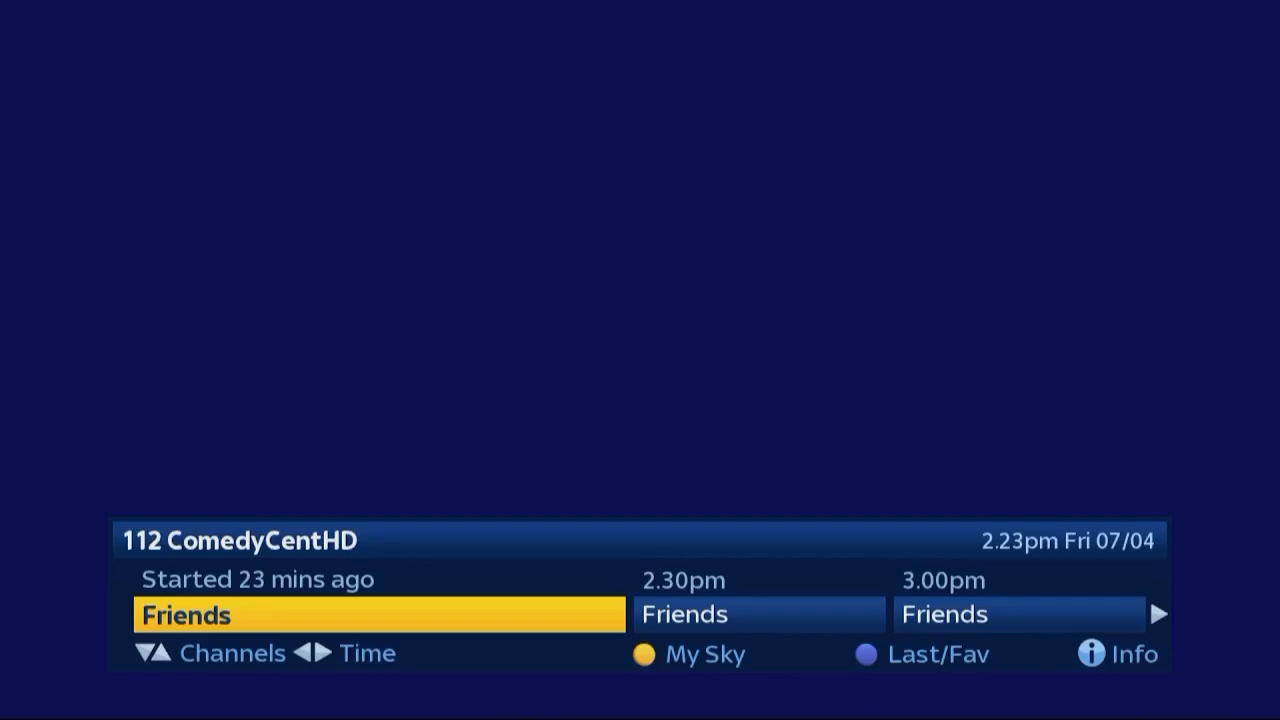 112 ComedyCentHD 2.23pm Fri 07/04
Started 23 mins ago 2.30pm 3.00pm
Friends Friends Friends
Channels Time My Sky Last/Fav i Info